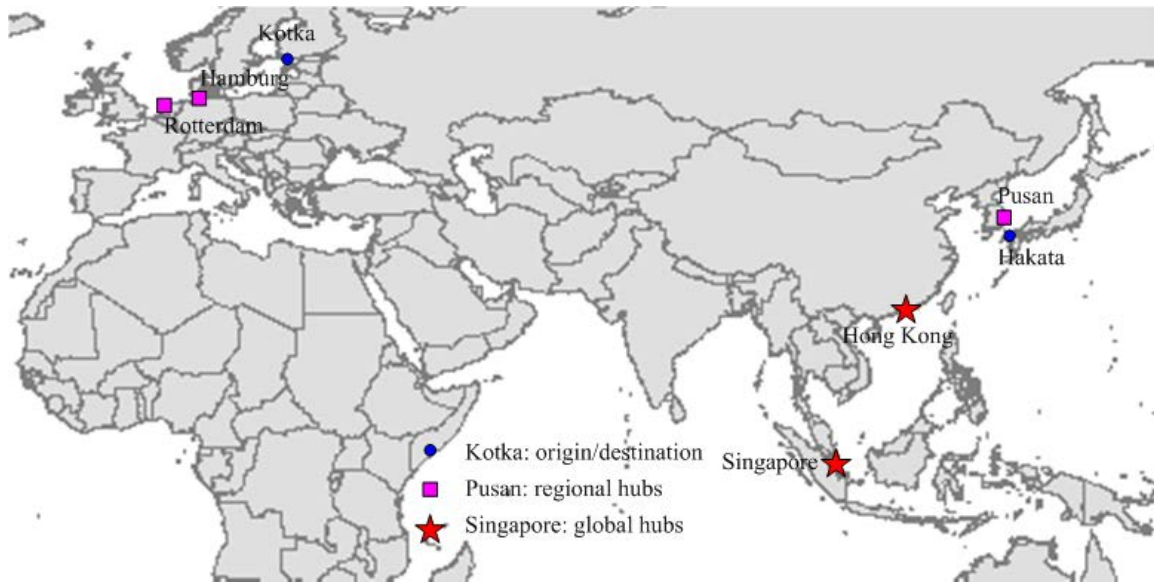 Kotka
Hamburg
Rotterdam
Pusan
Hakata
Hong Kong
Singapore
Kotka: origin/destination
Pusan: regional hubs
Singapore: global hubs